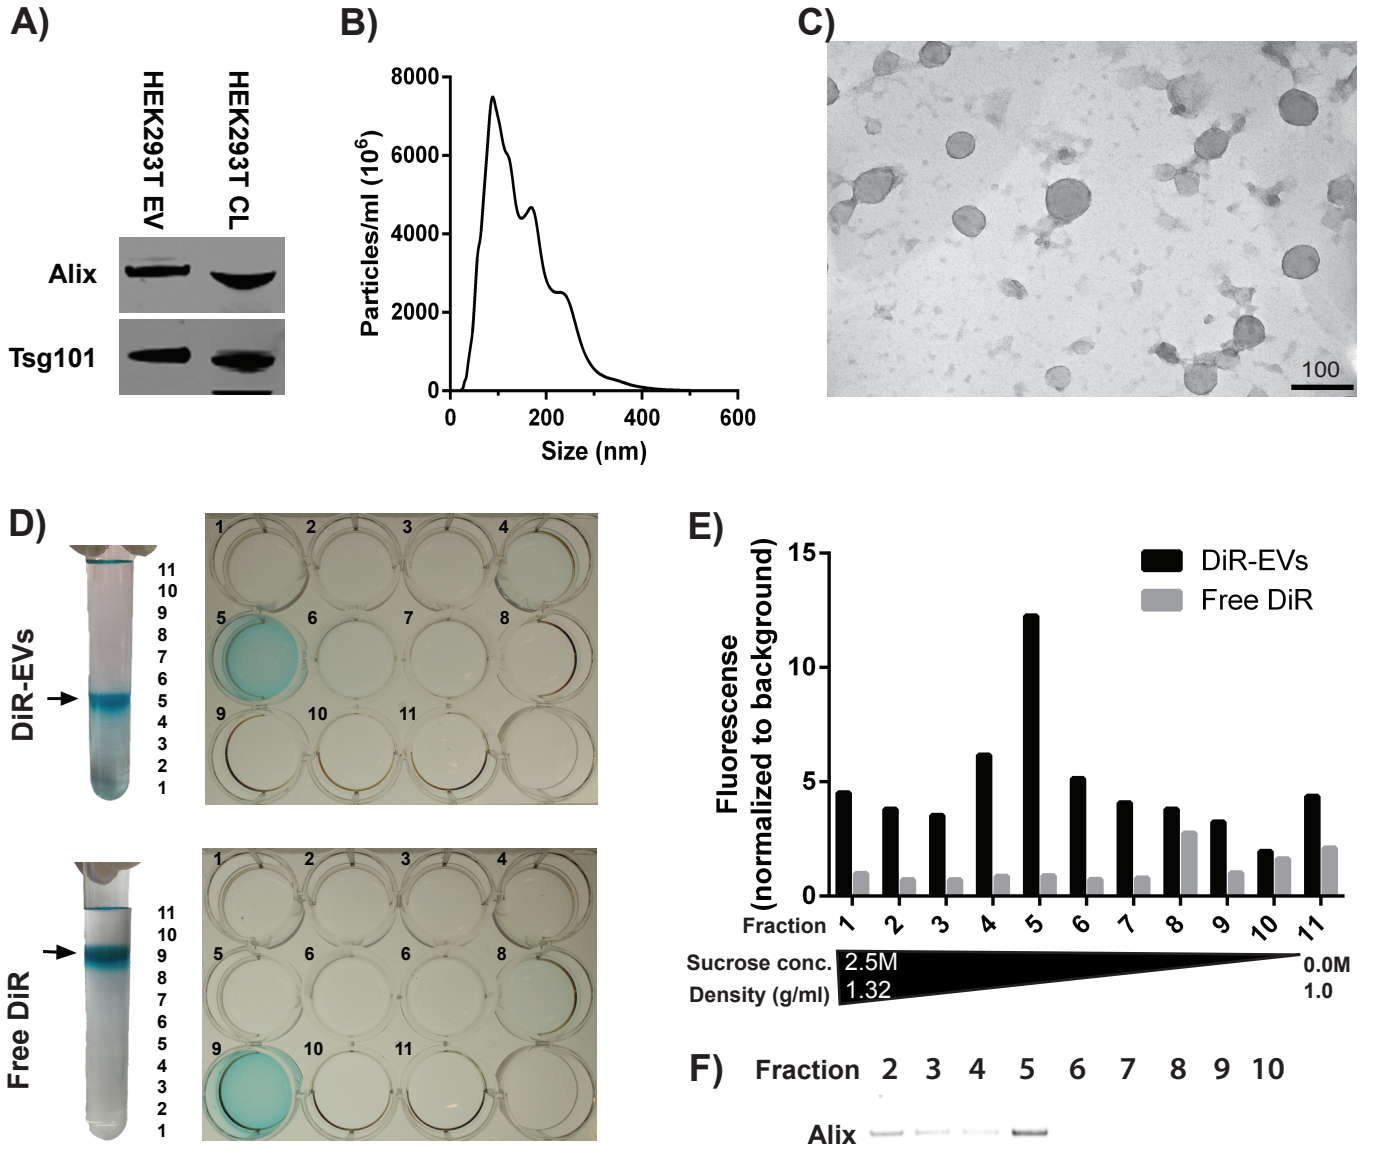 A)
HEK293T EV
HEK293T CL
Alix
Tsg101
B)
8000
6000
4000
2000
0
Particles/ml (10^6)
0 200 400 600
Size (nm)
C)
100
D)
DiR-EVs
11
10
9
8
7
6
5
4
3
2
1
1 2 3 4
5 6 7 8
9 10 11
Free DiR
11
10
9
8
7
6
5
4
3
2
1
1 2 3 4
5 6 6 8
9 10 11
E)
Fluorescense
(normalized to background)
15
10
5
0
DiR-EVs
Free DiR
Fraction 1 2 3 4 5 6 7 8 9 10 11
Sucrose conc. 2.5M 0.0M
Density (g/ml) 1.32 1.0
F)
Fraction 2 3 4 5 6 7 8 9 10
Alix